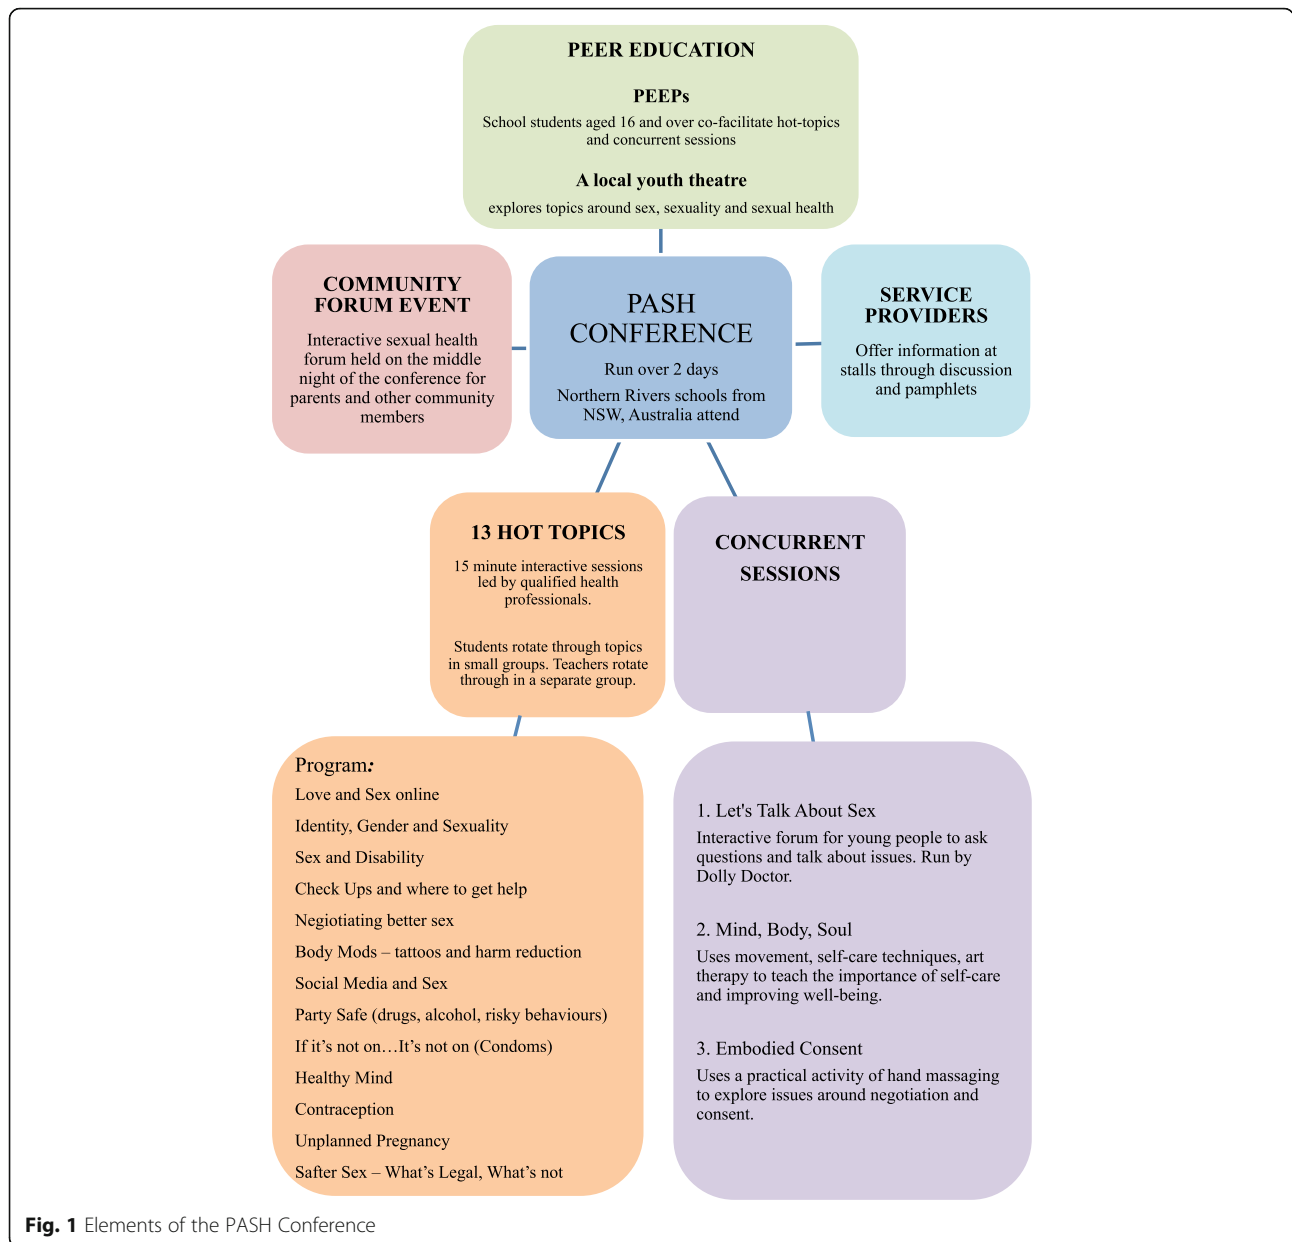 PEER EDUCATION
PEEPs
School students aged 16 and over co-facilitate hot-topics
and concurrent sessions
A local youth theatre
explores topics around sex, sexuality and sexual health
COMMUNITY
FORUM EVENT
Interactive sexual health
forum held on the middle
night of the conference for
parents and other community
members
PASH
CONFERENCE
Run over 2 days
Northern Rivers schools from
NSW, Australia attend
SERVICE
PROVIDERS
Offer information at
stalls through discussion
and pamphlets
13 HOT TOPICS
15 minute interactive sessions
led by qualified health
professionals.
Students rotate through topics
in small groups. Teachers rotate
through in a separate group.
CONCURRENT
SESSIONS
Program:
Love and Sex online
Identity, Gender and Sexuality
Sex and Disability
Check Ups and where to get help
Negiotiating better sex
Body Mods – tattoos and harm reduction
Social Media and Sex
Party Safe (drugs, alcohol, risky behaviours)
If it’s not on…It’s not on (Condoms)
Healthy Mind
Contraception
Unplanned Pregnancy
Safter Sex – What’s Legal, What’s not
1. Let's Talk About Sex
Interactive forum for young people to ask
questions and talk about issues. Run by
Dolly Doctor.
2. Mind, Body, Soul
Uses movement, self-care techniques, art
therapy to teach the importance of self-care
and improving well-being.
3. Embodied Consent
Uses a practical activity of hand massaging
to explore issues around negotiation and
consent.
Fig. 1 Elements of the PASH Conference